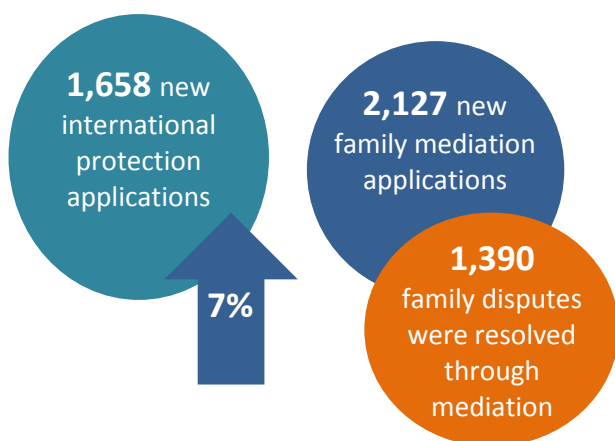 1,658 new
international
protection
applications
7%
2,127 new
family mediation
applications
1,390
family disputes
were resolved
through
mediation